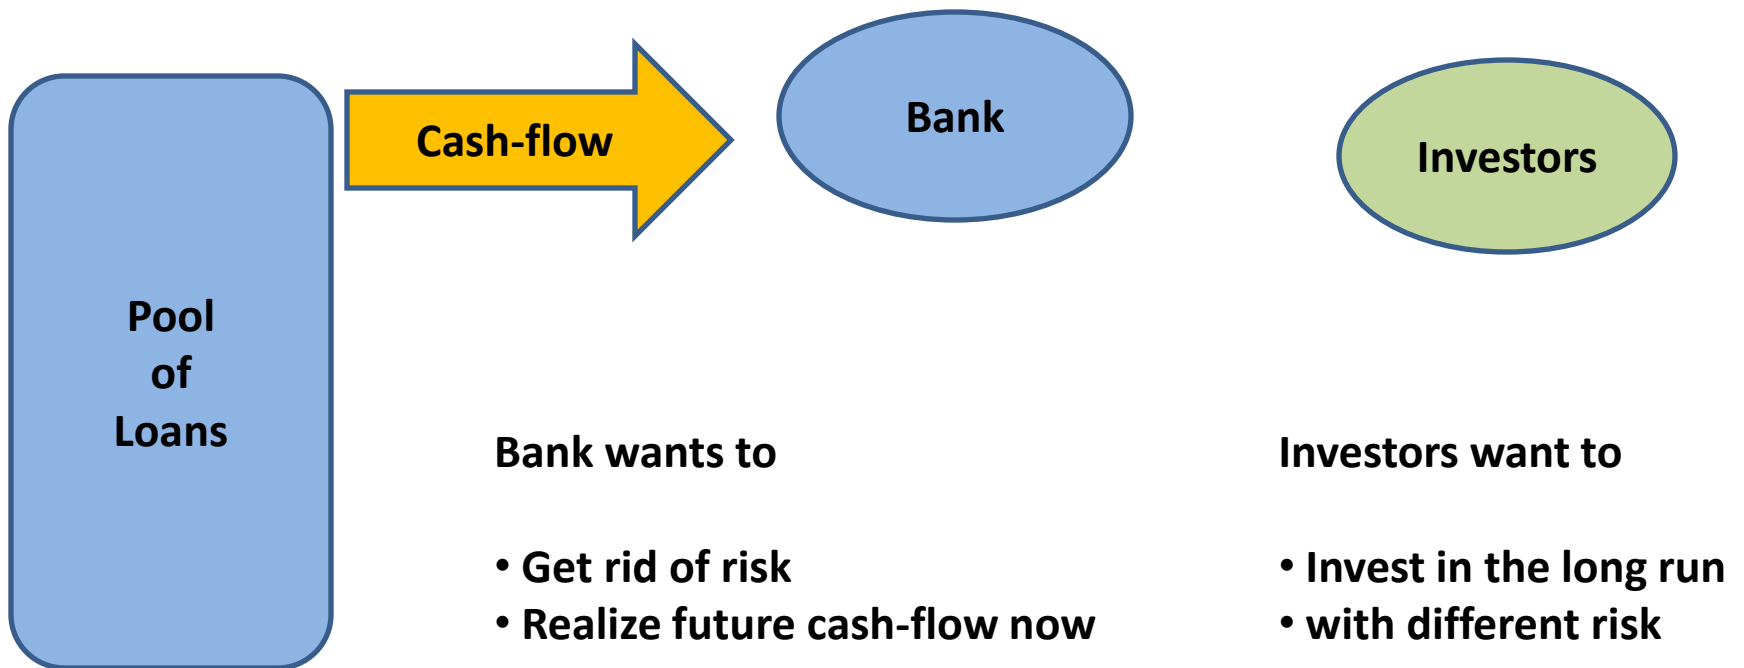 Pool
of
Loans
Cash-flow
Bank
Investors
Bank wants to
• Get rid of risk
• Realize future cash-flow now
Investors want to
• Invest in the long run
• with different risk